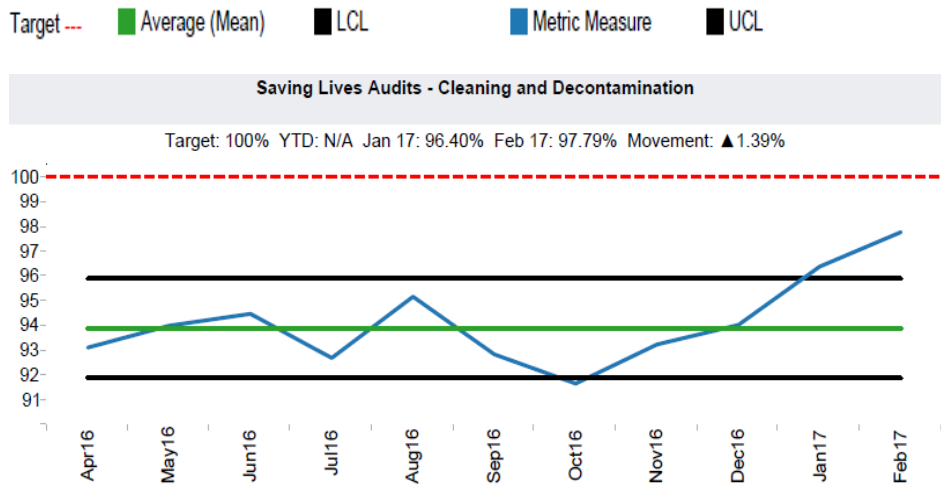 Target --- Average (Mean) LCL Metric Measure UCL
Saving Lives Audits - Cleaning and Decontamination
Target: 100% YTD: N/A Jan 17: 96.40% Feb 17: 97.79% Movement: ▲1.39%
100
99
98
97
96
95
94
93
92
91
Apr16 May16 Jun16 Jul16 Aug16 Sep16 Oct16 Nov16 Dec16 Jan17 Feb17